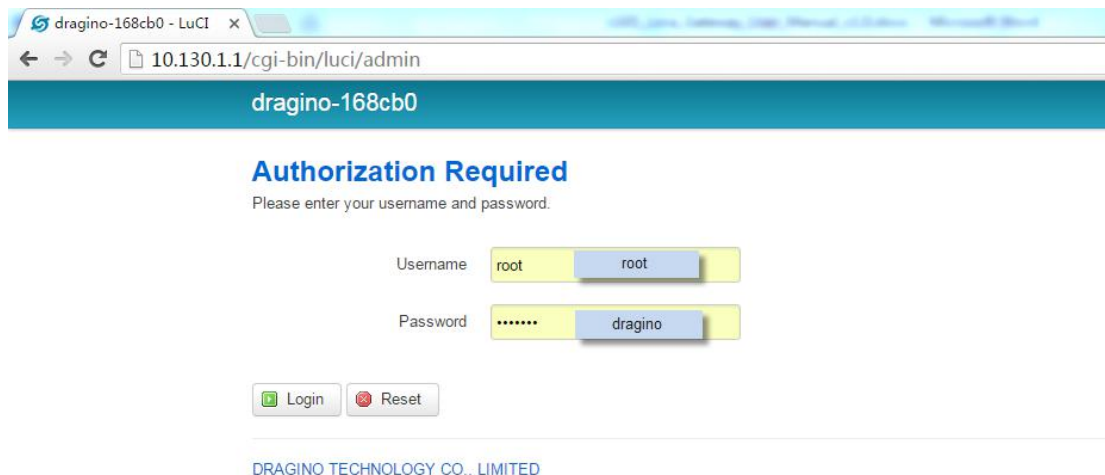 dragino-168cb0 - LuCI
10.130.1.1/cgi-bin/luci/admin
dragino-168cb0
Authorization Required
Please enter your username and password.
Username root root
Password ••••••• dragino
Login Reset
DRAGINO TECHNOLOGY CO., LIMITED